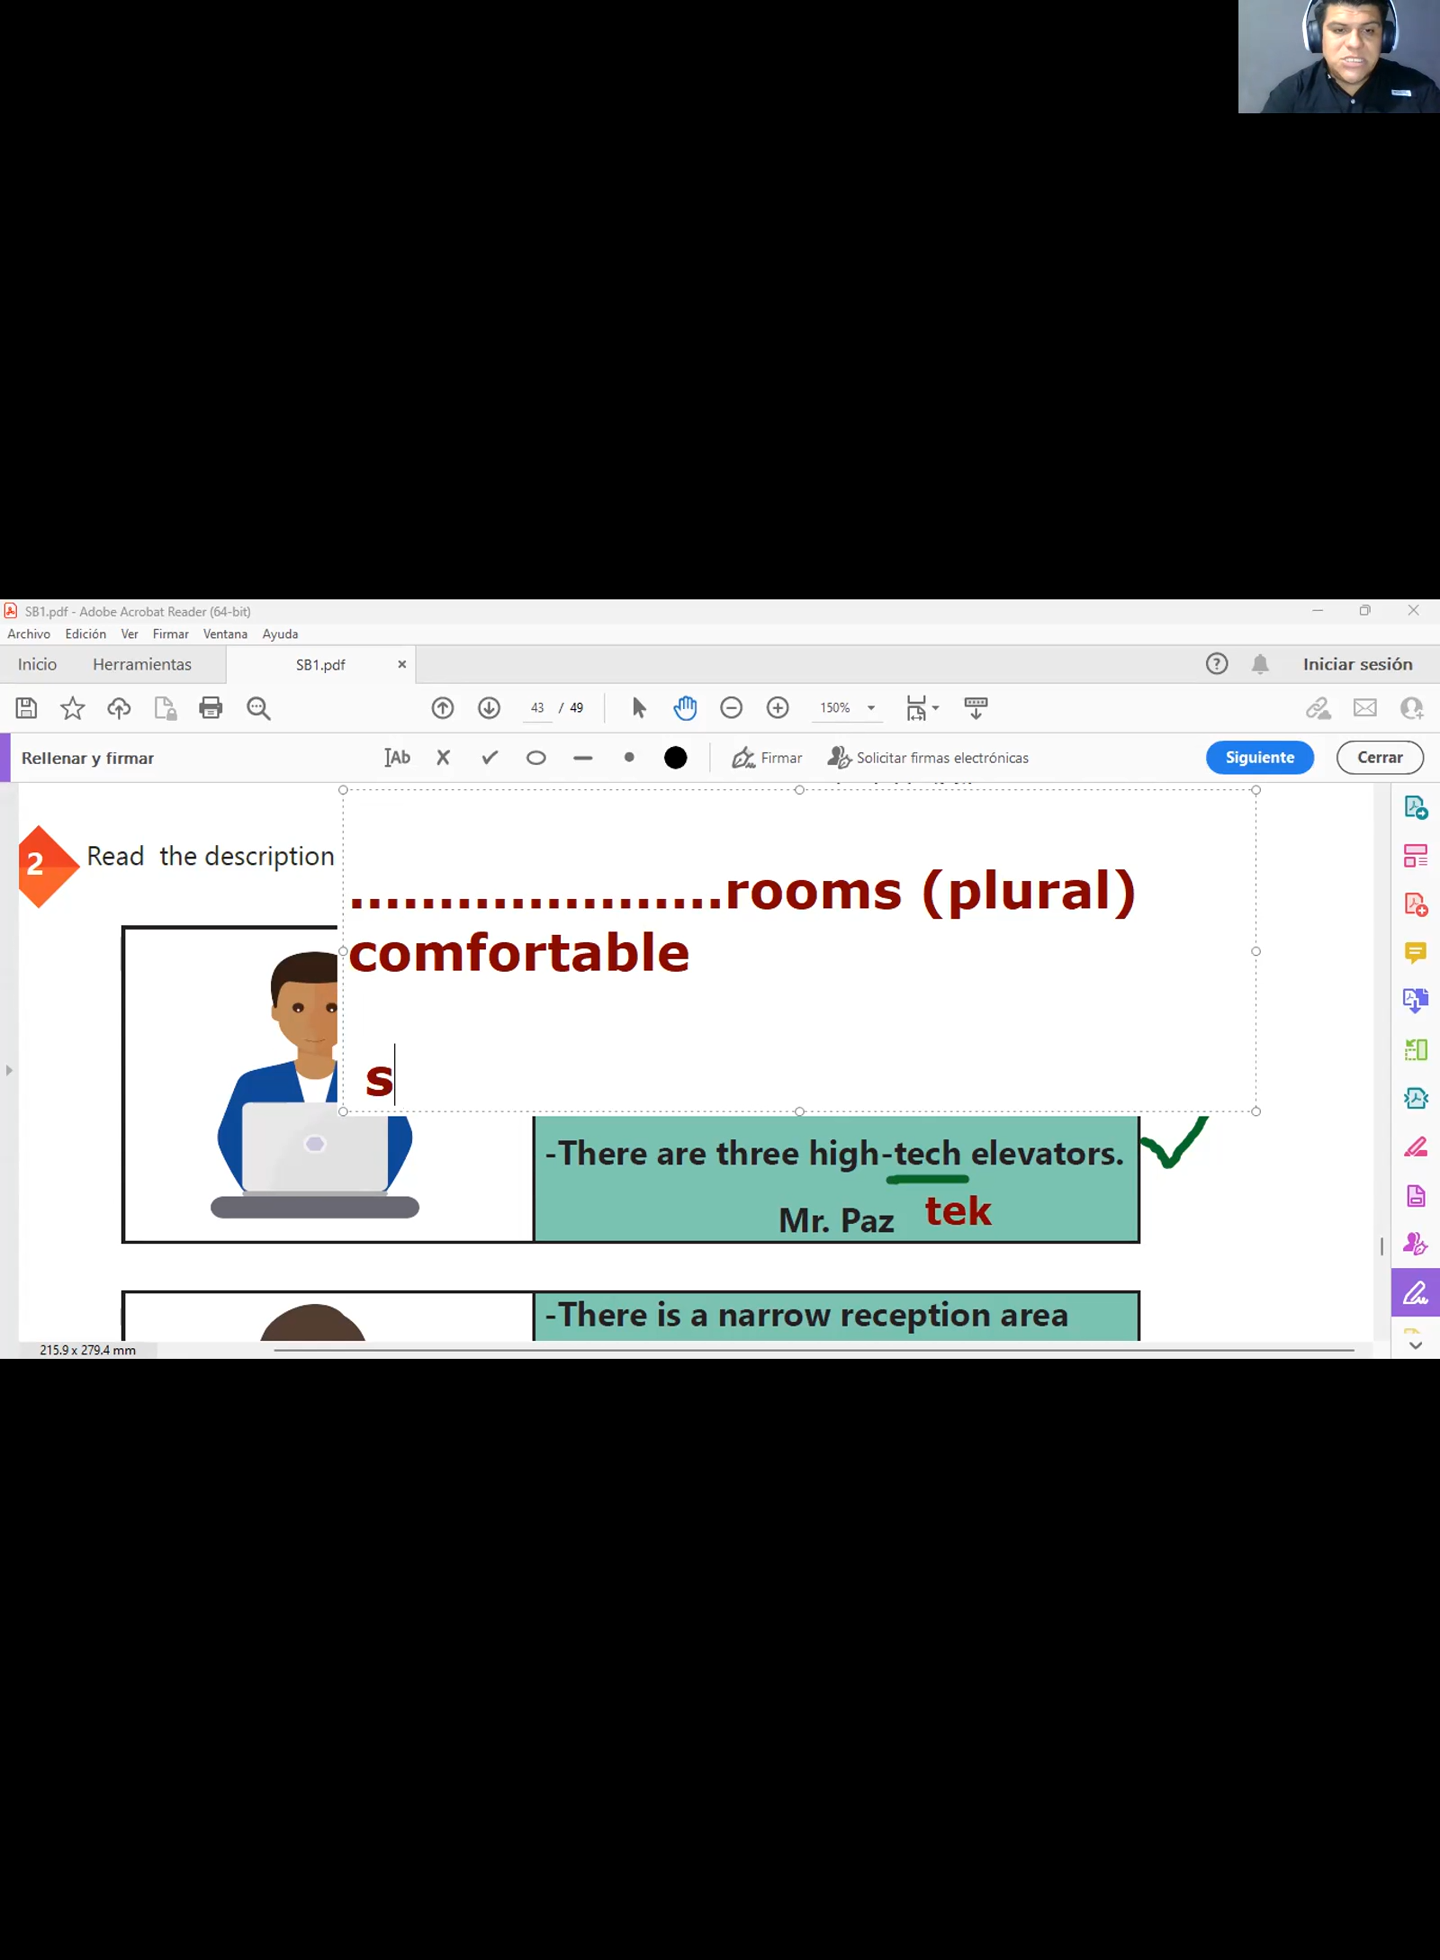 SB1.pdf - Adobe Acrobat Reader (64-bit)
Archivo Edición Ver Firmar Ventana Ayuda
Inicio Herramientas SB1.pdf Iniciar sesión
43 / 49 150%
Rellenar y firmar Ab Firmar Solicitar firmas electrónicas Siguiente Cerrar
2 Read the description
.....................rooms (plural)
comfortable
s
-There are three high-tech elevators.
Mr. Paz tek
-There is a narrow reception area
215.9 x 279.4 mm